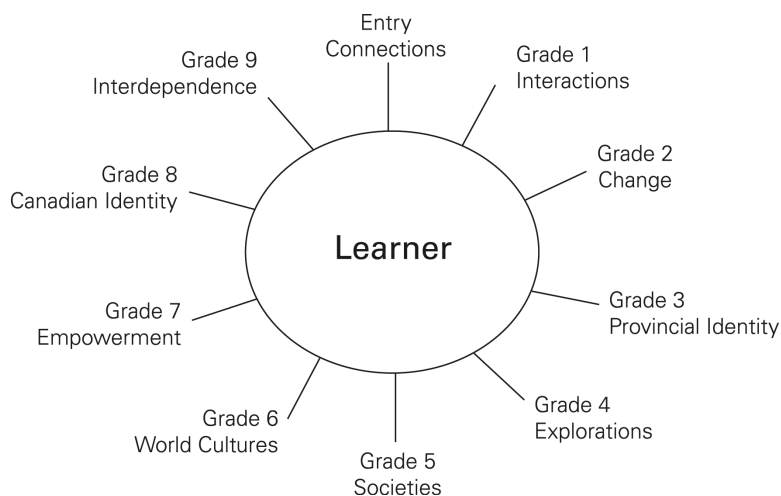 Entry
Connections
Grade 1
Interactions
Grade 2
Change
Grade 3
Provincial Identity
Grade 4
Explorations
Grade 5
Societies
Grade 6
World Cultures
Grade 7
Empowerment
Grade 8
Canadian Identity
Grade 9
Interdependence
Learner